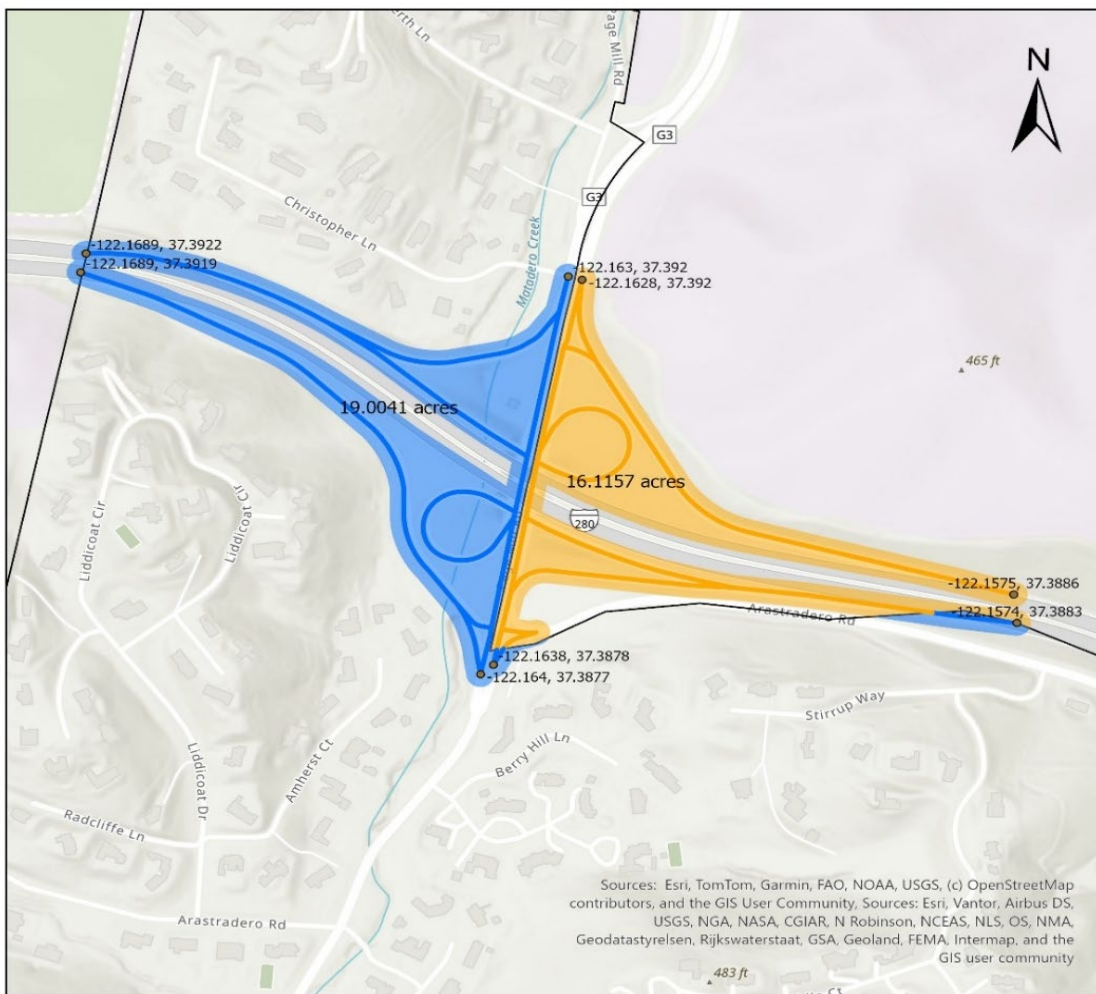 Page Mill Rd
N
G3
G3
Christopher Ln
Matadero Creek
-122.1689, 37.3922
-122.1689, 37.3919
-122.163, 37.392
-122.1628, 37.392
465 ft
19.0041 acres
16.1157 acres
280
Liddicoat Cir
Liddicoat Cir
-122.1575, 37.3886
-122.1574, 37.3883
Arastradero Rd
-122.1638, 37.3878
-122.164, 37.3877
Stirrup Way
Berry Hill Ln
Liddicoat Dr
Amherst Ct
Radcliffe Ln
Arastradero Rd
Sources: Esri, TomTom, Garmin, FAO, NOAA, USGS, (c) OpenStreetMap
contributors, and the GIS User Community, Sources: Esri, Vantor, Airbus DS,
USGS, NGA, NASA, CGIAR, N Robinson, NCEAS, NLS, OS, NMA,
Geodatastyrelsen, Rijkswaterstaat, GSA, Geoland, FEMA, Intermap, and the
GIS user community
483 ft